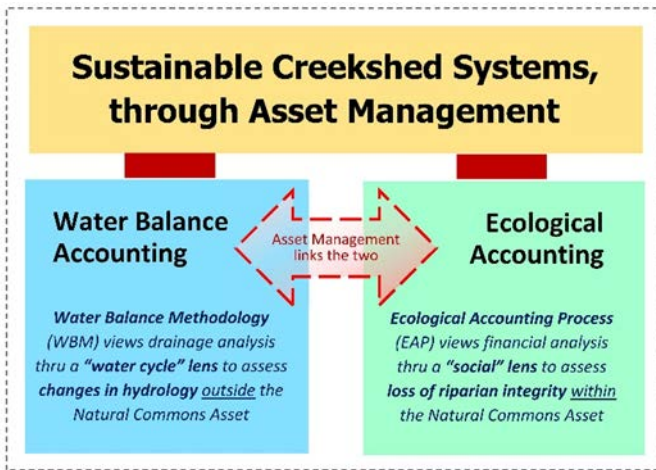 Sustainable Creekshed Systems,
through Asset Management
Water Balance
Accounting
Asset Management
links the two
Ecological
Accounting
Water Balance Methodology
(WBM) views drainage analysis
thru a “water cycle” lens to assess
changes in hydrology outside the
Natural Commons Asset
Ecological Accounting Process
(EAP) views financial analysis
thru a “social” lens to assess
loss of riparian integrity within
the Natural Commons Asset